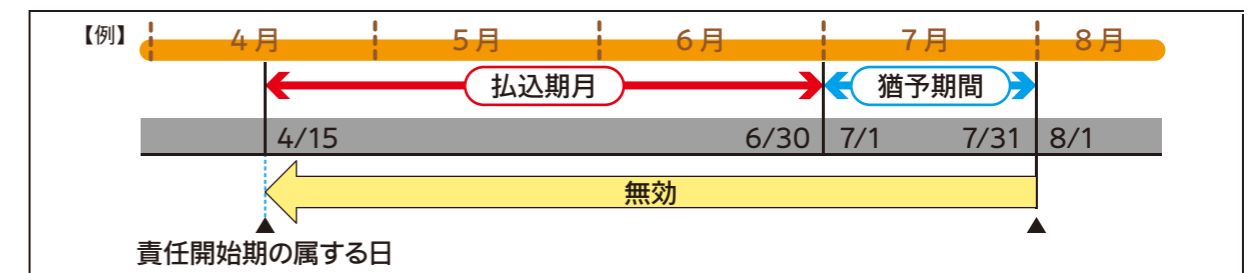 【例】 4月 5月 6月 7月 8月
払込期月 猶予期間
4/15 6/30 7/1 7/31 8/1
無効
責任開始期の属する日